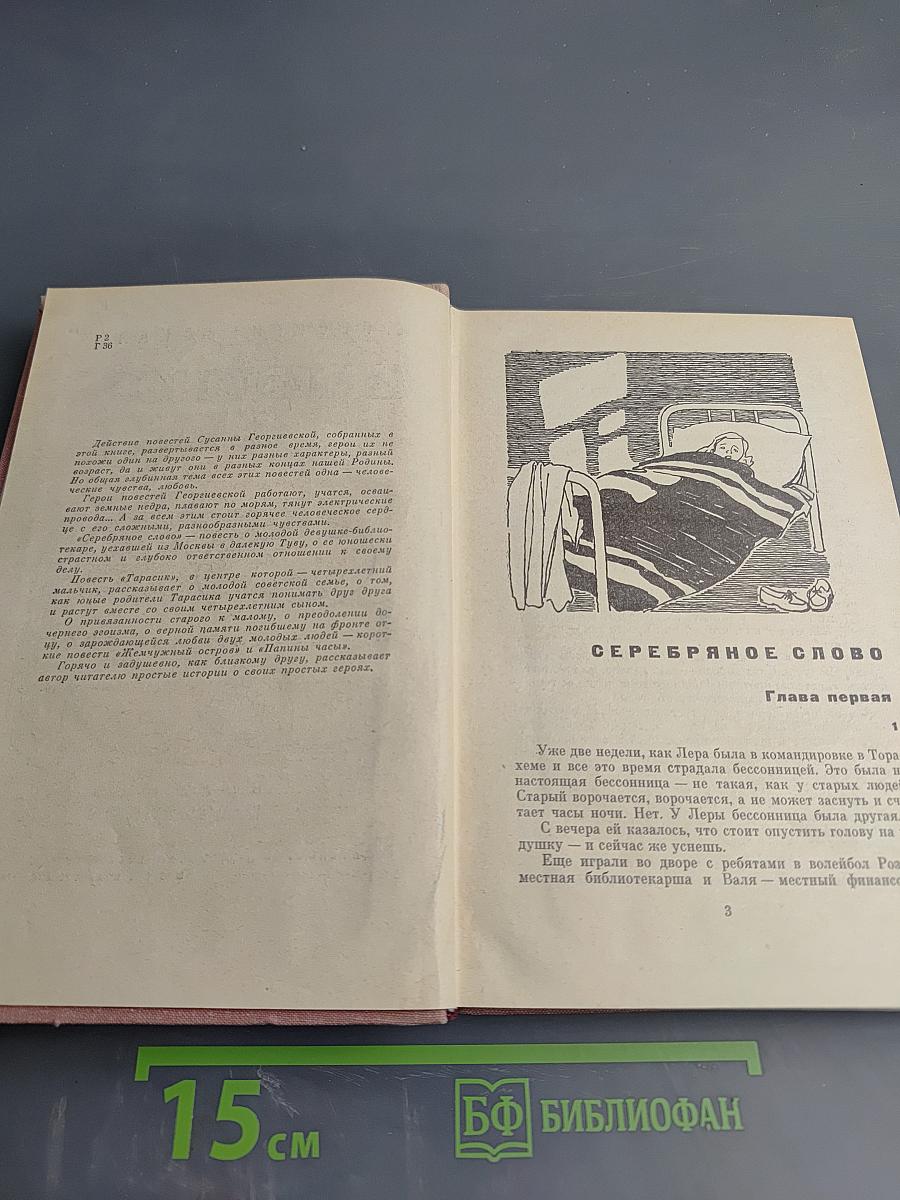 Р 2
Г 36
Действие повестей Сусанны Георгиевской, собранных в
этой книге, развертывается в разное время, герои их не
похожи один на другого — у них разные характеры, разный
возраст, да и живут они в разных концах нашей Родины.
Но общая глубинная тема всех этих повестей одна — челове-
ческие чувства, любовь.
Герои повестей Георгиевской работают, учатся, осваи-
вают земные недра, плавают по морям, тянут электрические
провода... А за всем этим стоит горячее человеческое серд-
це с его сложными, разнообразными чувствами.
«Серебряное слово» — повесть о молодой девушке-библио-
текаре, уехавшей из Москвы в далекую Туву, о ее юношески
страстном и глубоко ответственном отношении к своему
делу.
Повесть «Тарасик», в центре которой — четырехлетний
мальчик, рассказывает о молодой советской семье, о том,
как юные родители Тарасика учатся понимать друг друга
и растут вместе со своим четырехлетним сыном.
О привязанности старого к малому, о преодолении до-
чернего эгоизма, о верной памяти погибшему на фронте от-
цу, о зарождающейся любви двух молодых людей — корот-
кие повести «Жемчужный остров» и «Папины часы».
Горячо и задушевно, как близкому другу, рассказывает
автор читателю простые истории о своих простых героях.
СЕРЕБРЯНОЕ СЛОВО
Глава первая
1
Уже две недели, как Лера была в командировке в Тора-
хеме и все это время страдала бессонницей. Это была н
настоящая бессонница — не такая, как у старых людей
Старый ворочается, ворочается, а не может заснуть и сч
тает часы ночи. Нет. У Леры бессонница была другая.
С вечера ей казалось, что стоит опустить голову на
душку — и сейчас же уснешь.
Еще играли во дворе с ребятами в волейбол Роз
местная библиотекарша и Валя — местный финанс
3
15 см
БФ БИБЛИОФАН